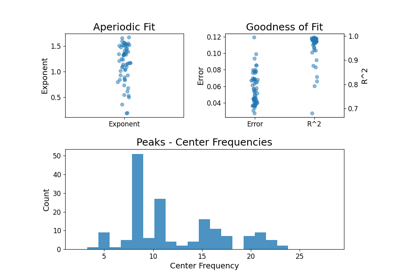 Aperiodic Fit
Exponent
1.5
1.0
0.5
Exponent
Goodness of Fit
Error
0.12
0.10
0.08
0.06
0.04
Error
R^2
1.0
0.9
0.8
0.7
R^2
Peaks - Center Frequencies
Count
50
40
30
20
10
0
5
10
15
20
25
Center Frequency